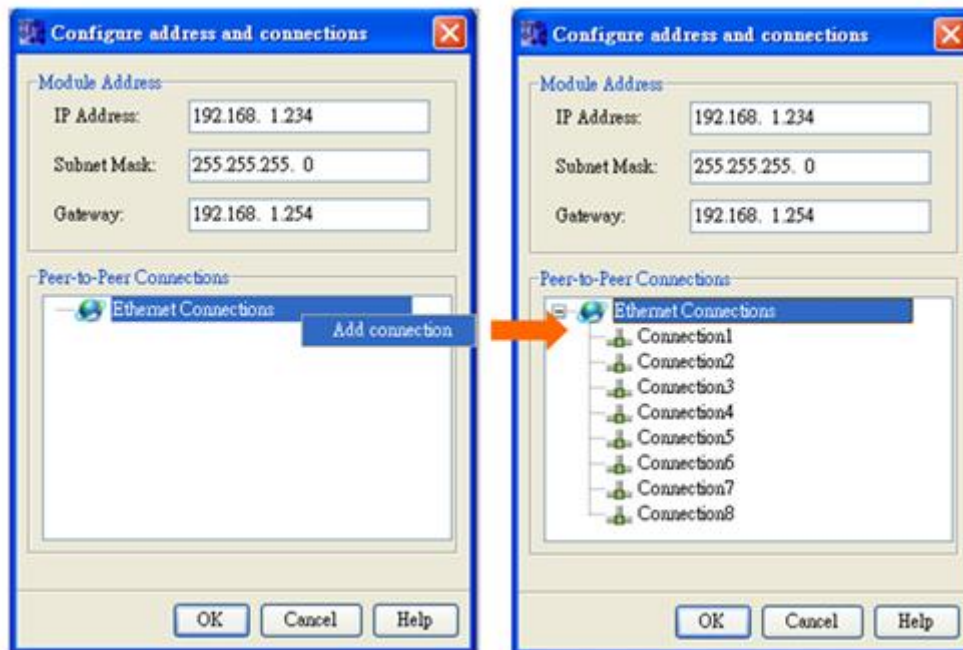 Configure address and connections
Module Address
IP Address: 192.168. 1.234
Subnet Mask: 255.255.255. 0
Gateway: 192.168. 1.254
Peer-to-Peer Connections
Ethernet Connections
Add connection
OK Cancel Help
Configure address and connections
Module Address
IP Address: 192.168. 1.234
Subnet Mask: 255.255.255. 0
Gateway: 192.168. 1.254
Peer-to-Peer Connections
Ethernet Connections
Connection1
Connection2
Connection3
Connection4
Connection5
Connection6
Connection7
Connection8
OK Cancel Help